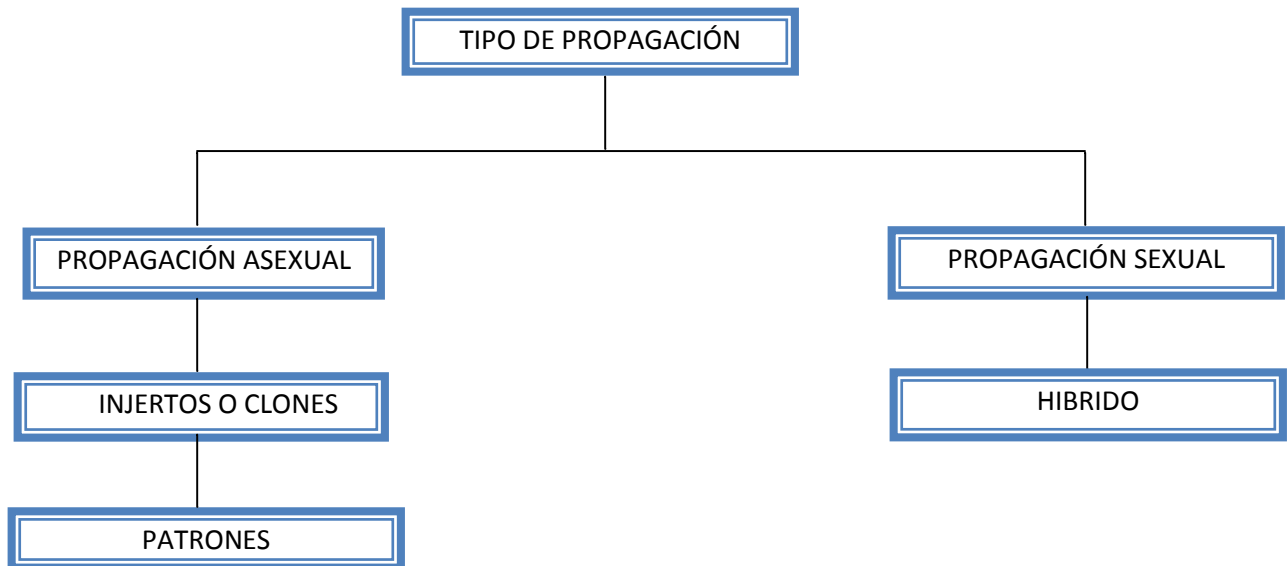 TIPO DE PROPAGACIÓN
PROPAGACIÓN ASEXUAL
PROPAGACIÓN SEXUAL
INJERTOS O CLONES
HIBRIDO
PATRONES